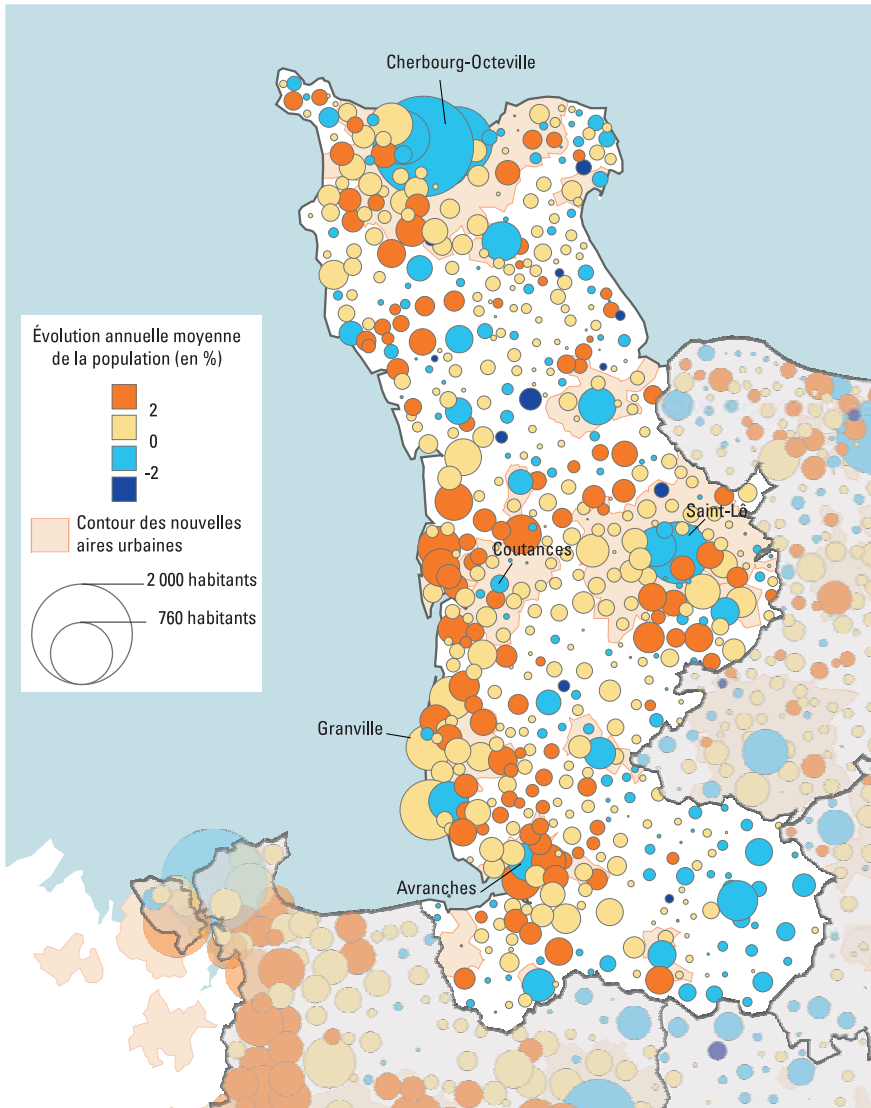 Cherbourg-Octeville
Évolution annuelle moyenne
de la population (en %)
2
0
-2
Contour des nouvelles
aires urbaines
2 000 habitants
760 habitants
Saint-Lô
Coutances
Granville
Avranches